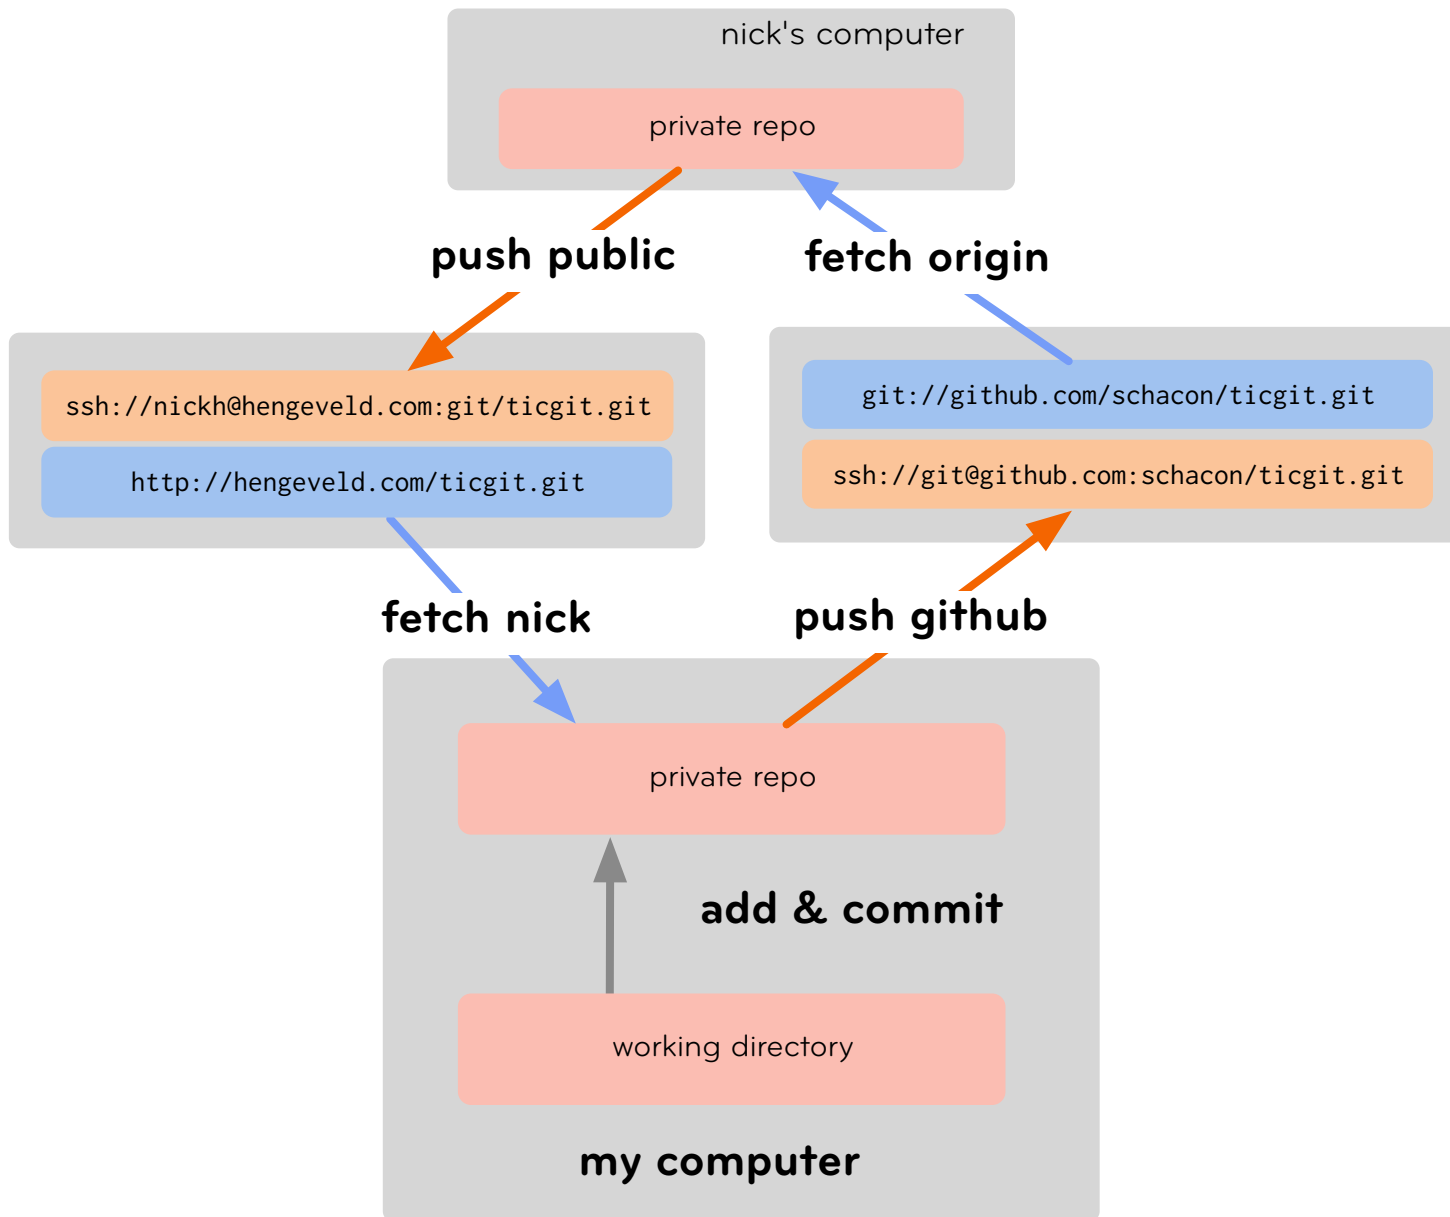 nick's computer
private repo
push public
fetch origin
ssh://nickh@hengeveld.com:git/ticgit.git
http://hengeveld.com/ticgit.git
git://github.com/schacon/ticgit.git
ssh://git@github.com:schacon/ticgit.git
fetch nick
push github
private repo
add & commit
working directory
my computer